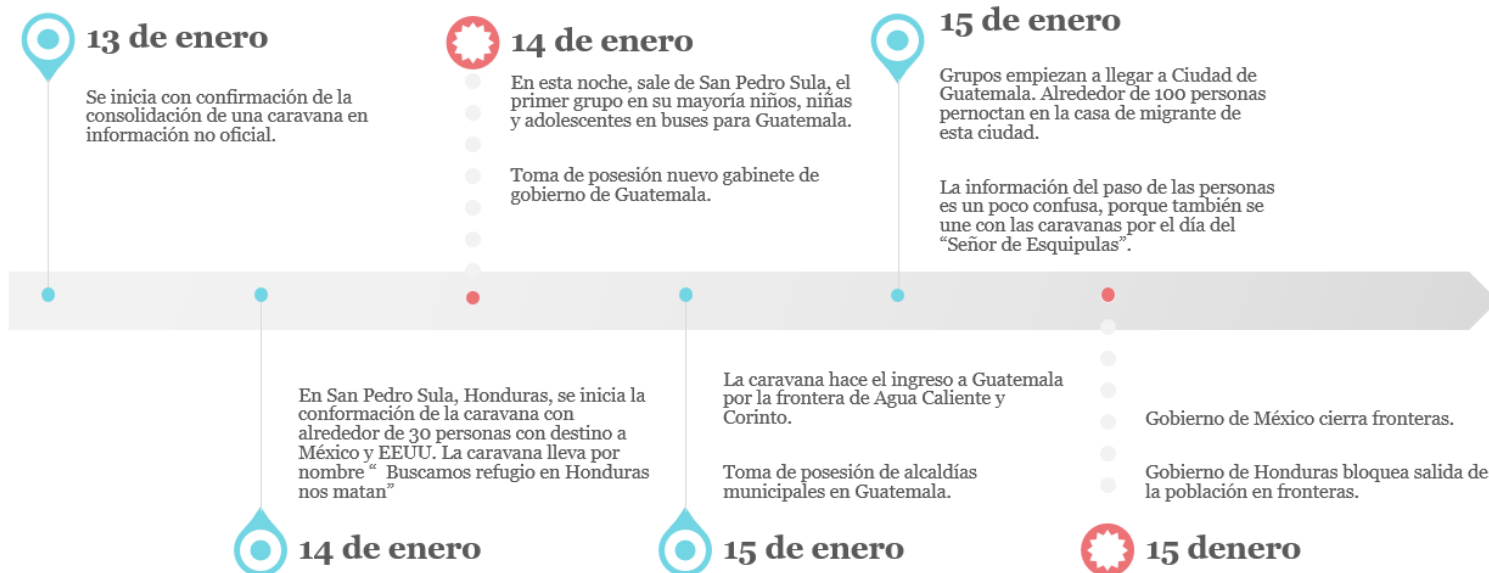 13 de enero
Se inicia con confirmación de la
consolidación de una caravana en
información no oficial.
14 de enero
En esta noche, sale de San Pedro Sula, el
primer grupo en su mayoría niños, niñas
y adolescentes en buses para Guatemala.
Toma de posesión nuevo gabinete de
gobierno de Guatemala.
15 de enero
Grupos empiezan a llegar a Ciudad de
Guatemala. Alrededor de 100 personas
pernoctan en la casa de migrante de
esta ciudad.
La información del paso de las personas
es un poco confusa, porque también se
une con las caravanas por el día del
“Señor de Esquipulas”.
En San Pedro Sula, Honduras, se inicia la
conformación de la caravana con
alrededor de 30 personas con destino a
México y EEUU. La caravana lleva por
nombre “ Buscamos refugio en Honduras
nos matan”
14 de enero
La caravana hace el ingreso a Guatemala
por la frontera de Agua Caliente y
Corinto.
Toma de posesión de alcaldías
municipales en Guatemala.
15 de enero
Gobierno de México cierra fronteras.
Gobierno de Honduras bloquea salida de
la población en fronteras.
15 denero